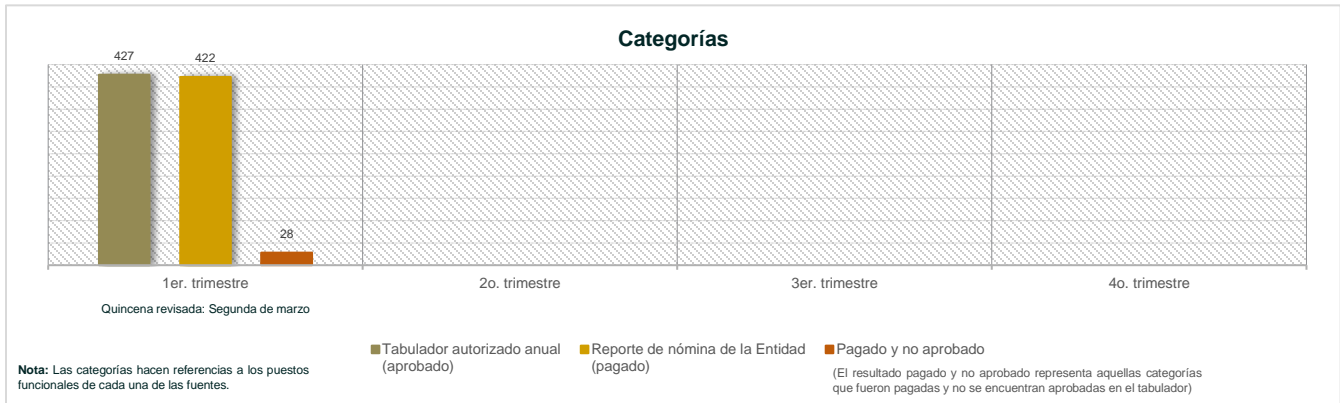 Categorías
427
422
28
1er. trimestre
2o. trimestre
3er. trimestre
4o. trimestre
Quincena revisada: Segunda de marzo
Tabulador autorizado anual
(aprobado)
Reporte de nómina de la Entidad
(pagado)
Pagado y no aprobado
(El resultado pagado y no aprobado representa aquellas categorías
que fueron pagadas y no se encuentran aprobadas en el tabulador)
Nota: Las categorías hacen referencias a los puestos
funcionales de cada una de las fuentes.